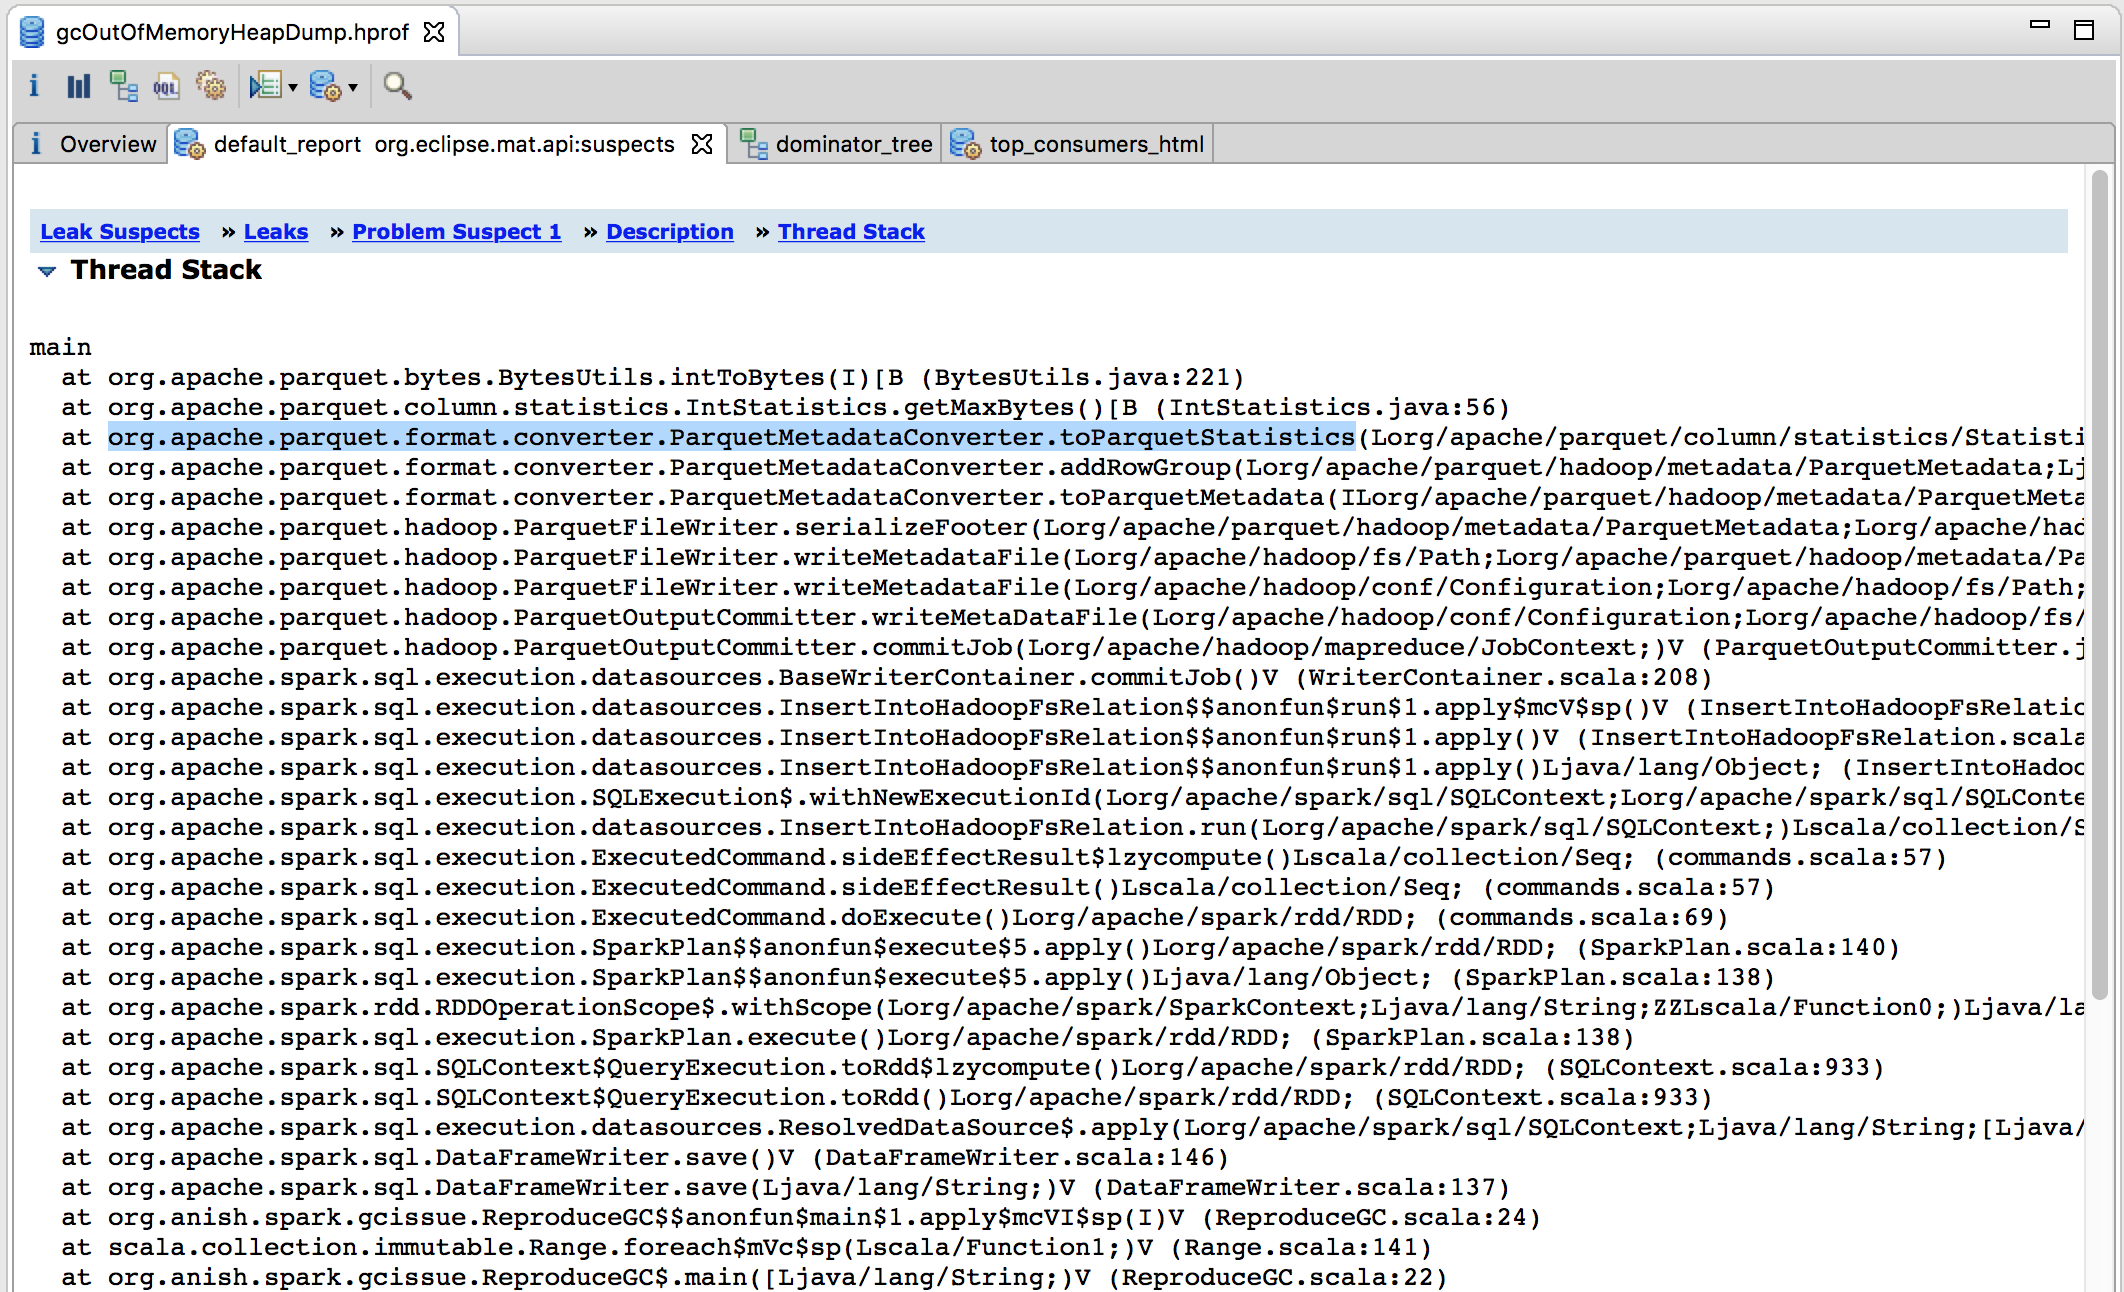 gcOutOfMemoryHeapDump.hprof
i OQL
i Overview default_report org.eclipse.mat.api:suspects dominator_tree top_consumers_html
Leak Suspects » Leaks » Problem Suspect 1 » Description » Thread Stack
Thread Stack
main
at org.apache.parquet.bytes.BytesUtils.intToBytes(I)[B (BytesUtils.java:221)
at org.apache.parquet.column.statistics.IntStatistics.getMaxBytes()[B (IntStatistics.java:56)
at org.apache.parquet.format.converter.ParquetMetadataConverter.toParquetStatistics(Lorg/apache/parquet/column/statistics/Statisti
at org.apache.parquet.format.converter.ParquetMetadataConverter.addRowGroup(Lorg/apache/parquet/hadoop/metadata/ParquetMetadata;Lj
at org.apache.parquet.format.converter.ParquetMetadataConverter.toParquetMetadata(ILorg/apache/parquet/hadoop/metadata/ParquetMeta
at org.apache.parquet.hadoop.ParquetFileWriter.serializeFooter(Lorg/apache/parquet/hadoop/metadata/ParquetMetadata;Lorg/apache/had
at org.apache.parquet.hadoop.ParquetFileWriter.writeMetadataFile(Lorg/apache/hadoop/fs/Path;Lorg/apache/parquet/hadoop/metadata/Pa
at org.apache.parquet.hadoop.ParquetFileWriter.writeMetadataFile(Lorg/apache/hadoop/conf/Configuration;Lorg/apache/hadoop/fs/Path;
at org.apache.parquet.hadoop.ParquetOutputCommitter.writeMetaDataFile(Lorg/apache/hadoop/conf/Configuration;Lorg/apache/hadoop/fs/
at org.apache.parquet.hadoop.ParquetOutputCommitter.commitJob(Lorg/apache/hadoop/mapreduce/JobContext;)V (ParquetOutputCommitter.j
at org.apache.spark.sql.execution.datasources.BaseWriterContainer.commitJob()V (WriterContainer.scala:208)
at org.apache.spark.sql.execution.datasources.InsertIntoHadoopFsRelation$$anonfun$run$1.apply$mcV$sp()V (InsertIntoHadoopFsRelatio
at org.apache.spark.sql.execution.datasources.InsertIntoHadoopFsRelation$$anonfun$run$1.apply()V (InsertIntoHadoopFsRelation.scala
at org.apache.spark.sql.execution.datasources.InsertIntoHadoopFsRelation$$anonfun$run$1.apply()Ljava/lang/Object; (InsertIntoHadoo
at org.apache.spark.sql.execution.SQLExecution$.withNewExecutionId(Lorg/apache/spark/sql/SQLContext;Lorg/apache/spark/sql/SQLConte
at org.apache.spark.sql.execution.datasources.InsertIntoHadoopFsRelation.run(Lorg/apache/spark/sql/SQLContext;)Lscala/collection/S
at org.apache.spark.sql.execution.ExecutedCommand.sideEffectResult$lzycompute()Lscala/collection/Seq; (commands.scala:57)
at org.apache.spark.sql.execution.ExecutedCommand.sideEffectResult()Lscala/collection/Seq; (commands.scala:57)
at org.apache.spark.sql.execution.ExecutedCommand.doExecute()Lorg/apache/spark/rdd/RDD; (commands.scala:69)
at org.apache.spark.sql.execution.SparkPlan$$anonfun$execute$5.apply()Lorg/apache/spark/rdd/RDD; (SparkPlan.scala:140)
at org.apache.spark.sql.execution.SparkPlan$$anonfun$execute$5.apply()Ljava/lang/Object; (SparkPlan.scala:138)
at org.apache.spark.rdd.RDDOperationScope$.withScope(Lorg/apache/spark/SparkContext;Ljava/lang/String;ZZLscala/Function0;)Ljava/la
at org.apache.spark.sql.execution.SparkPlan.execute()Lorg/apache/spark/rdd/RDD; (SparkPlan.scala:138)
at org.apache.spark.sql.SQLContext$QueryExecution.toRdd$lzycompute()Lorg/apache/spark/rdd/RDD; (SQLContext.scala:933)
at org.apache.spark.sql.SQLContext$QueryExecution.toRdd()Lorg/apache/spark/rdd/RDD; (SQLContext.scala:933)
at org.apache.spark.sql.execution.datasources.ResolvedDataSource$.apply(Lorg/apache/spark/sql/SQLContext;Ljava/lang/String;[Ljava/
at org.apache.spark.sql.DataFrameWriter.save()V (DataFrameWriter.scala:146)
at org.apache.spark.sql.DataFrameWriter.save(Ljava/lang/String;)V (DataFrameWriter.scala:137)
at org.anish.spark.gcissue.ReproduceGC$$anonfun$main$1.apply$mcVI$sp(I)V (ReproduceGC.scala:24)
at scala.collection.immutable.Range.foreach$mVc$sp(Lscala/Function1;)V (Range.scala:141)
at org.anish.spark.gcissue.ReproduceGC$.main([Ljava/lang/String;)V (ReproduceGC.scala:22)